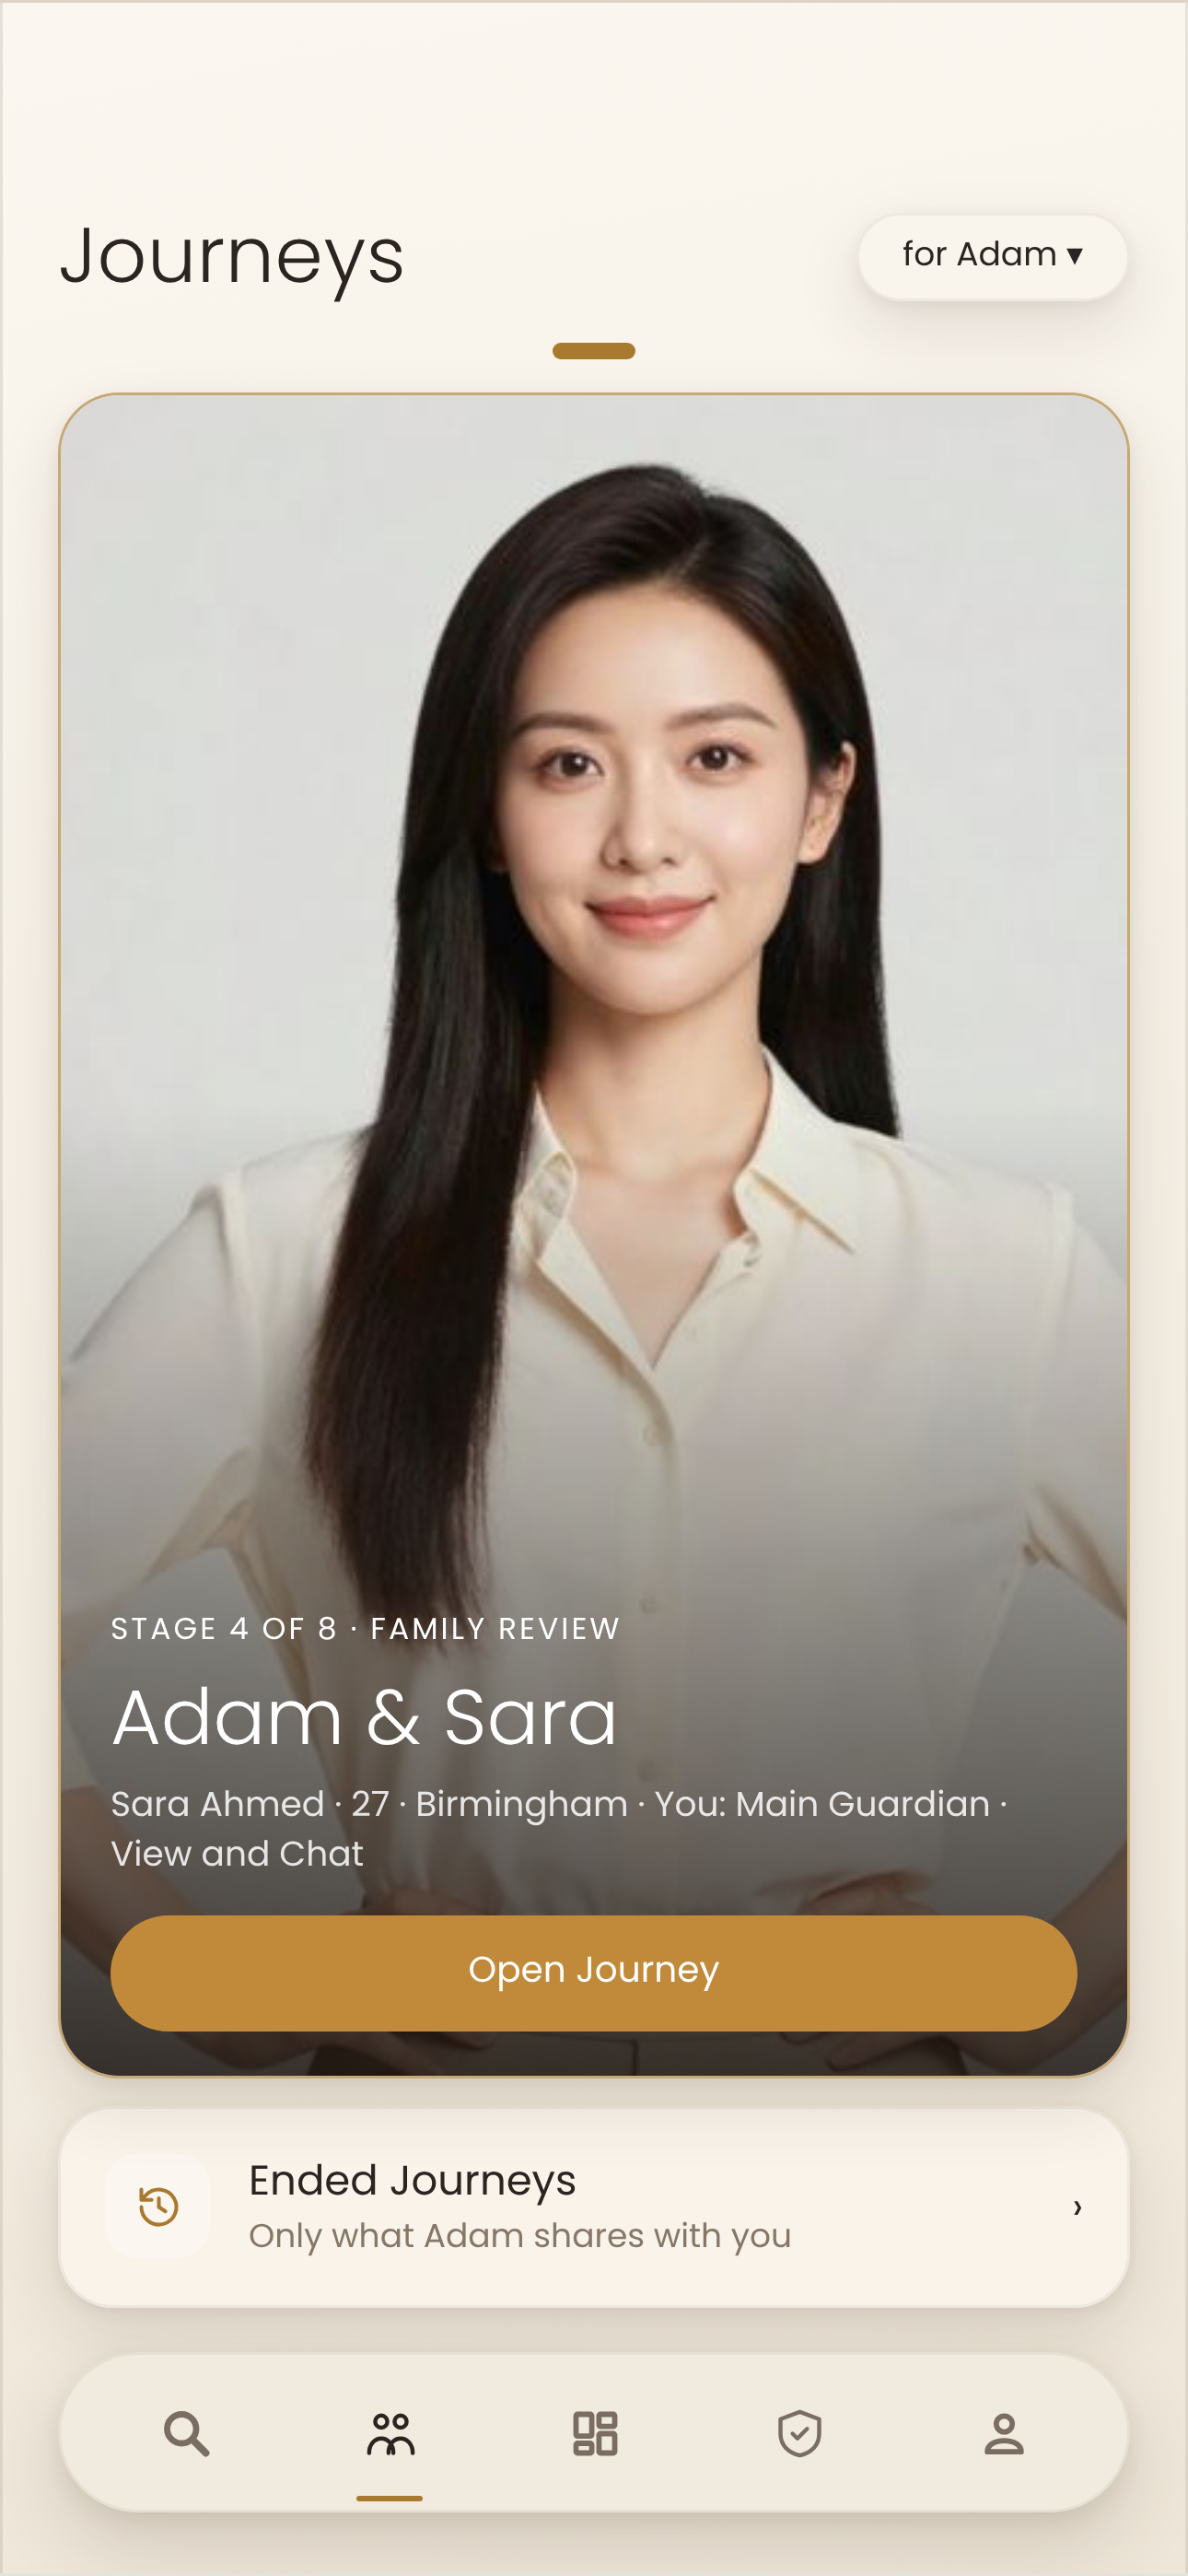 Journeys
for Adam ▾
STAGE 4 OF 8 · FAMILY REVIEW
Adam & Sara
Sara Ahmed · 27 · Birmingham · You: Main Guardian ·
View and Chat
Open Journey
Ended Journeys
Only what Adam shares with you